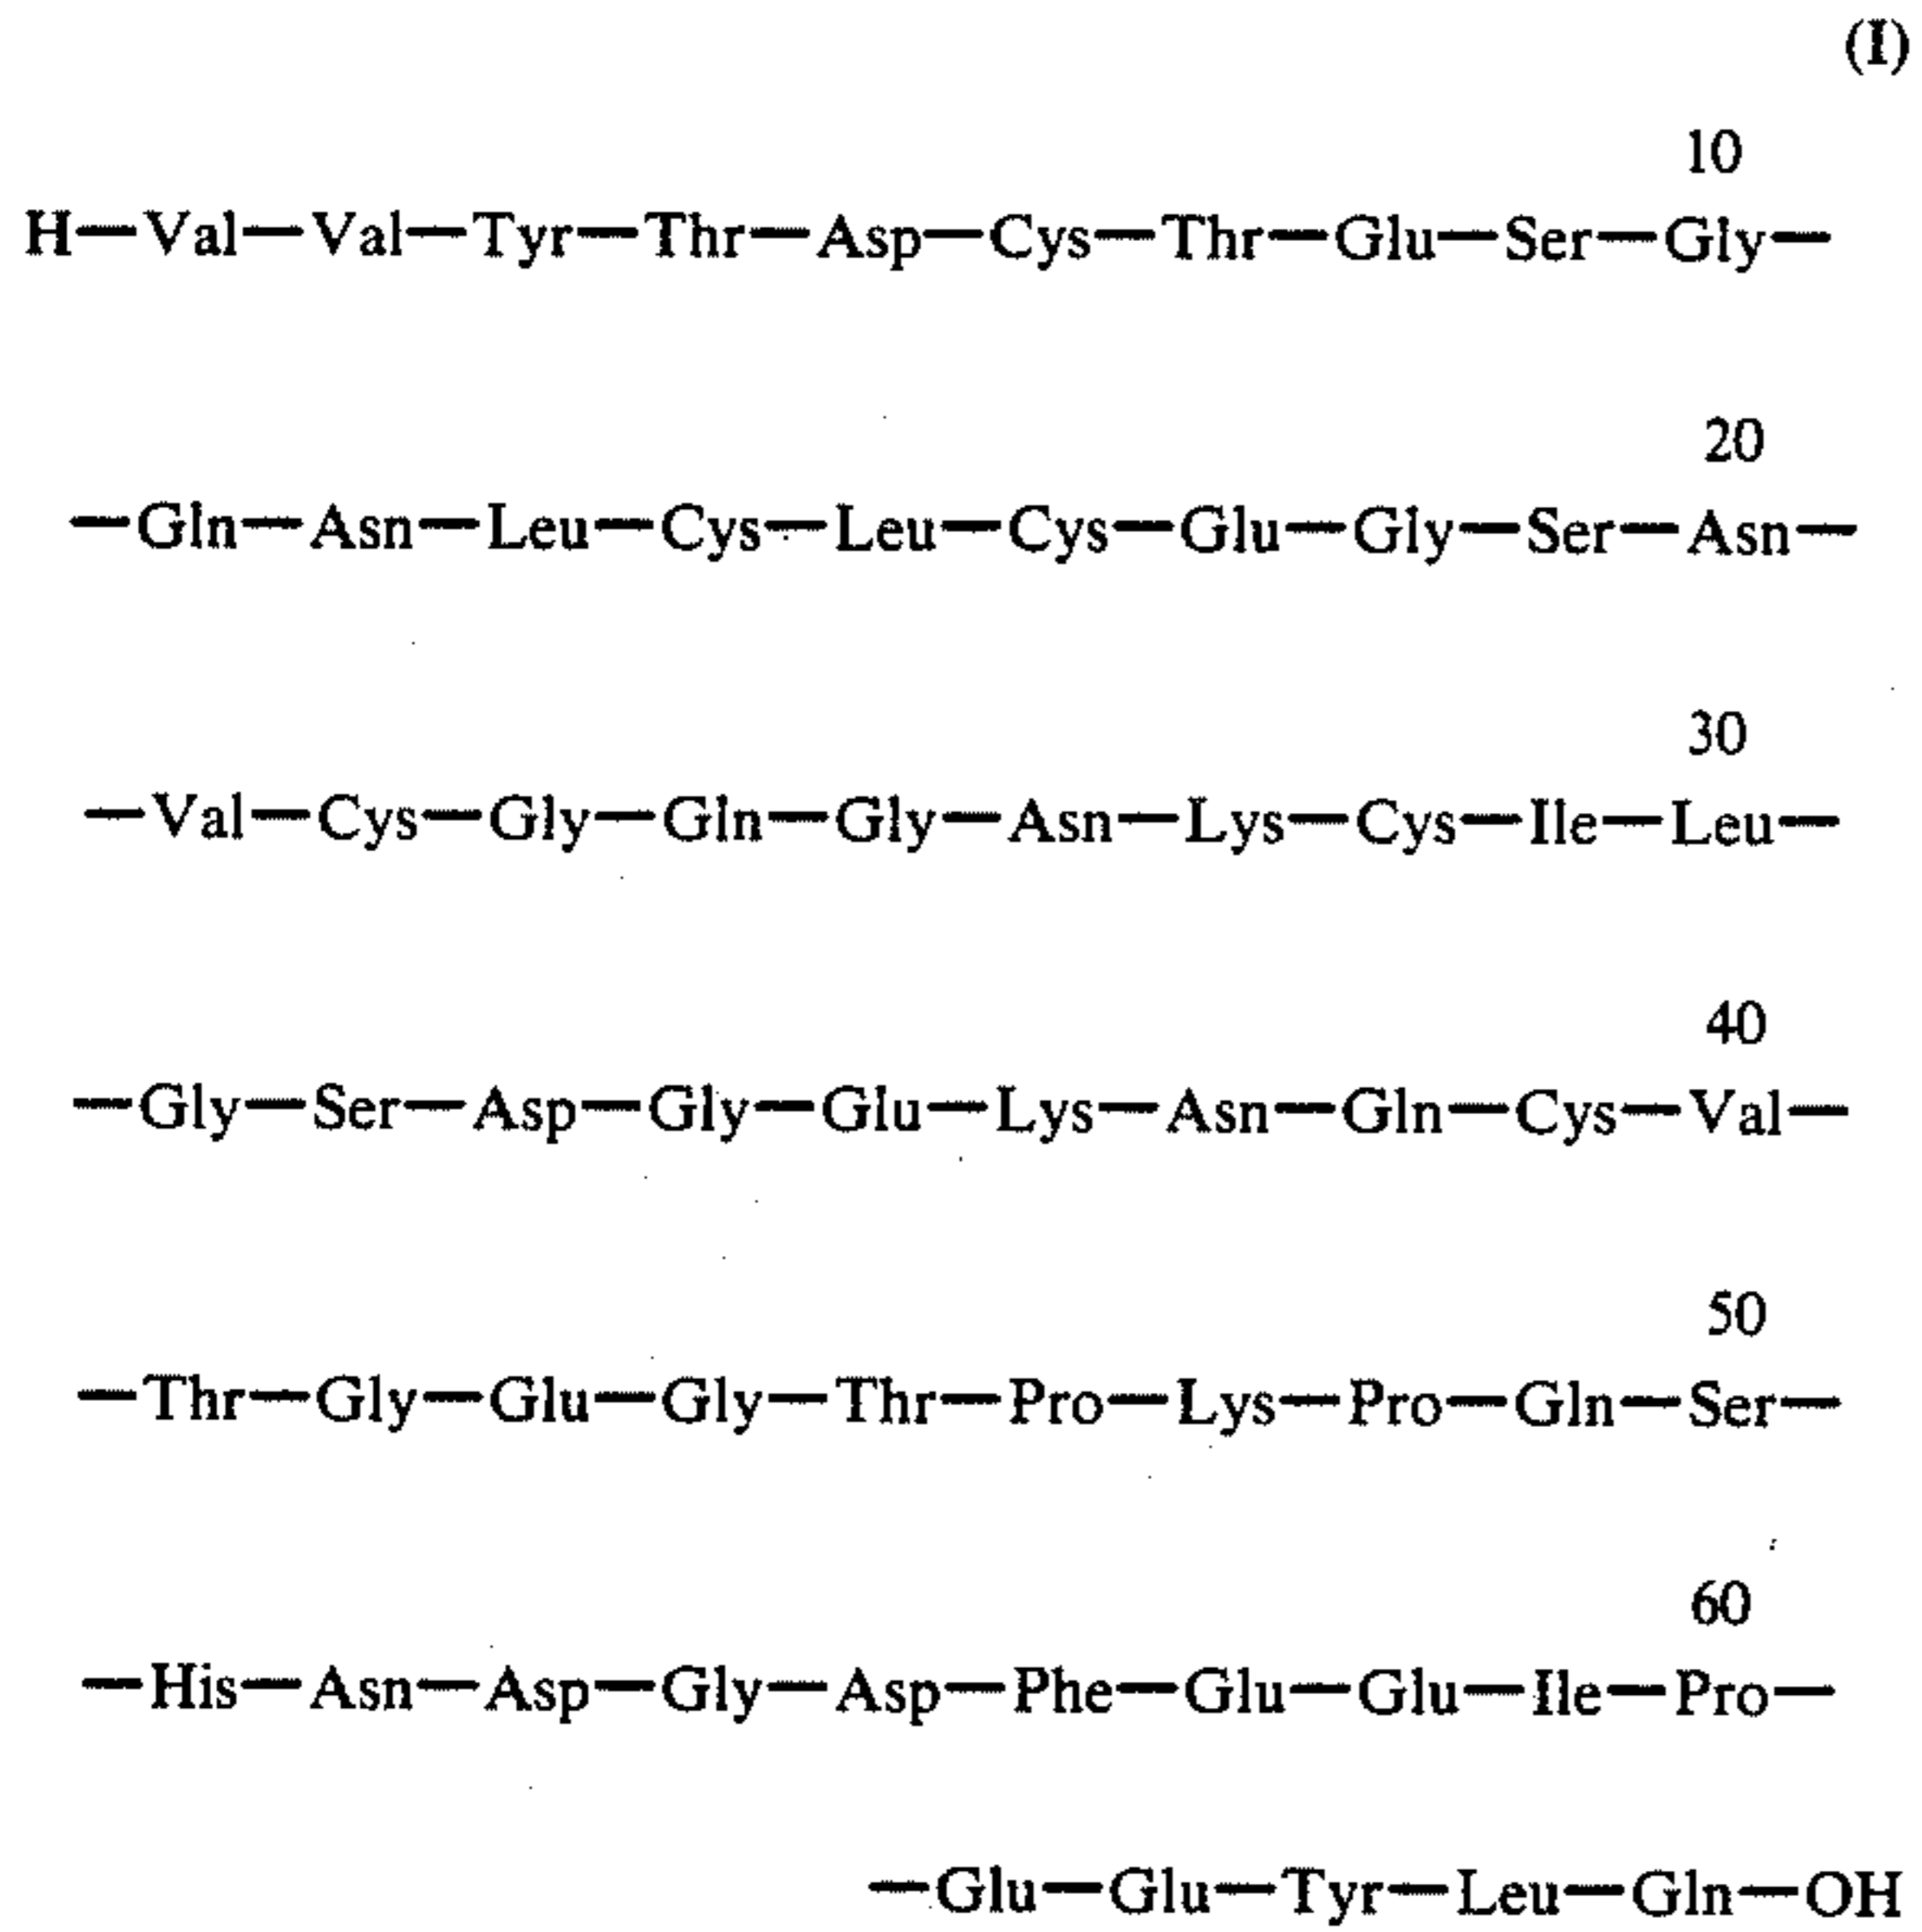 (I)
10
H—Val—Val—Tyr—Thr—Asp—Cys—Thr—Glu—Ser—Gly—
20
—Gln—Asn—Leu—Cys—Leu—Cys—Glu—Gly—Ser—Asn—
30
—Val—Cys—Gly—Gln—Gly—Asn—Lys—Cys—Ile—Leu—
40
—Gly—Ser—Asp—Gly—Glu—Lys—Asn—Gln—Cys—Val—
50
—Thr—Gly—Glu—Gly—Thr—Pro—Lys—Pro—Gln—Ser—
60
—His—Asn—Asp—Gly—Asp—Phe—Glu—Glu—Ile—Pro—
—Glu—Glu—Tyr—Leu—Gln—OH